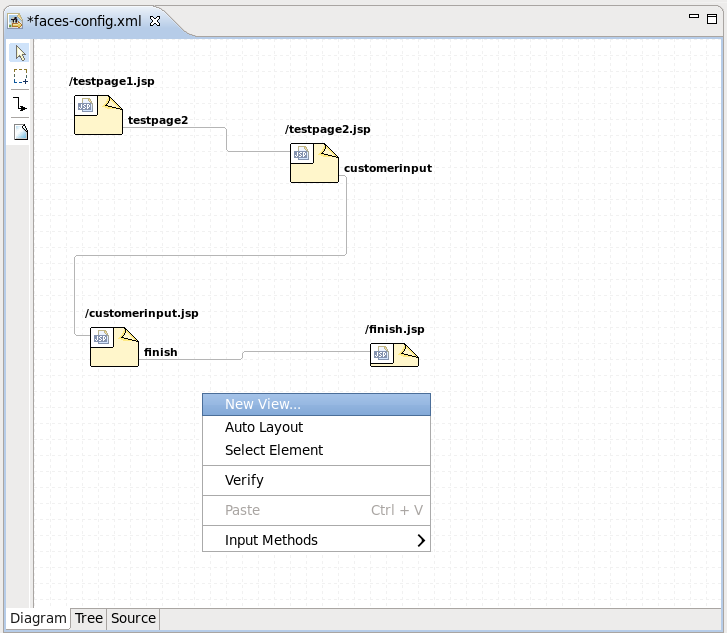 *faces-config.xml
/testpage1.jsp
JSP
testpage2
/testpage2.jsp
JSP
customerinput
/customerinput.jsp
JSP
finish
/finish.jsp
JSP
New View...
Auto Layout
Select Element
Verify
Paste Ctrl + V
Input Methods
Diagram Tree Source